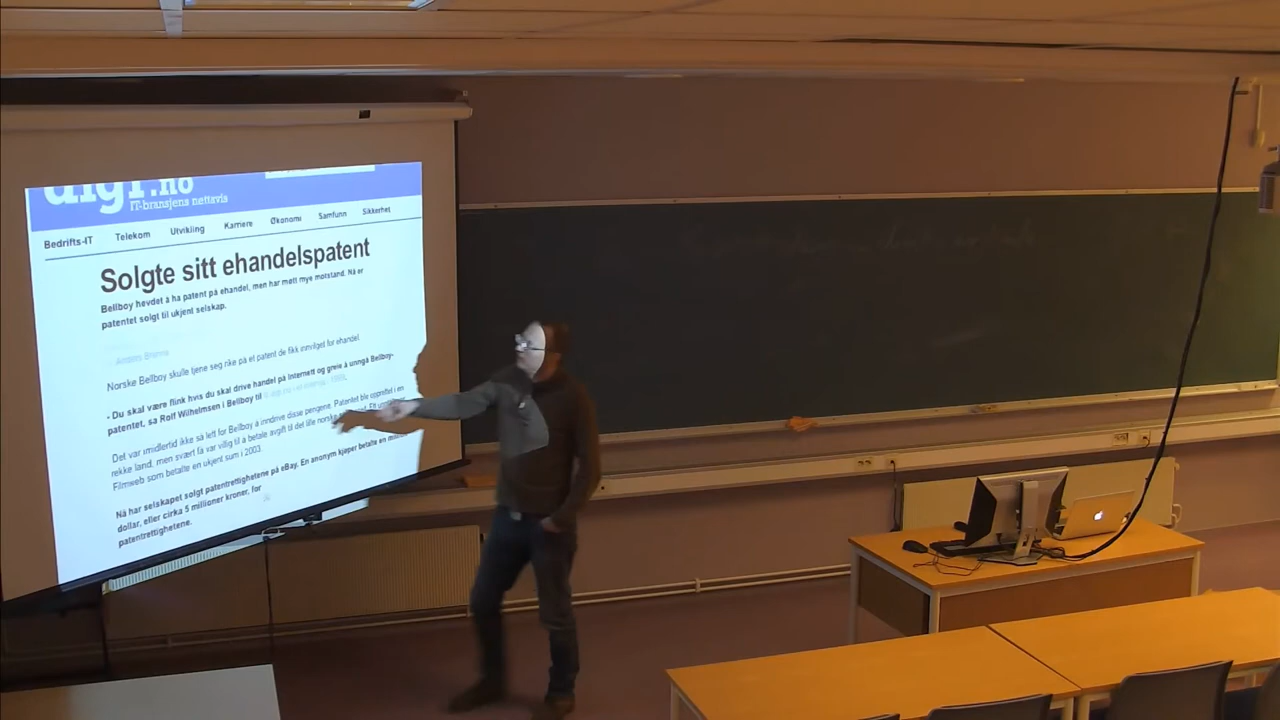 digi.no
IT-bransjens nettavis
Bedrifts-IT Telekom Utvikling Karriere Økonomi Samfunn Sikkerhet
Solgte sitt ehandelspatent
Bellboy hevdet å ha patent på ehandel, men har møtt mye motstand. Nå er
patentet solgt til ukjent selskap.
Norske Bellboy skulle tjene seg rike på et patent de fikk innvilget for ehandel.
- Du skal være flink hvis du skal drive handel på Internett og greie å unngå Bellboy-
patentet, sa Rolf Wilhelmsen i Bellboy til
Det var imidlertid ikke så lett for Bellboy å inndrive disse pengene. Patentet ble opprettet i en
rekke land, men svært få var villig til å betale avgift til det lille norske
Filmweb som betalte en ukjent sum i 2003.
Nå har selskapet solgt patentrettighetene på eBay. En anonym kjøper betalte en
dollar, eller cirka 5 millioner kroner, for
patentrettighetene.